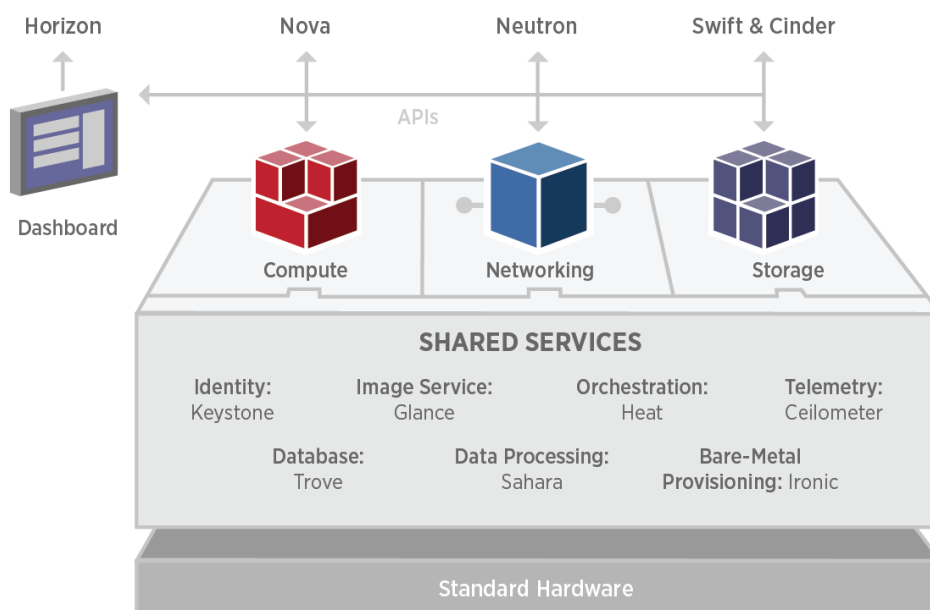 Horizon
Nova
Neutron
Swift & Cinder
APIs
Dashboard
Compute
Networking
Storage
SHARED SERVICES
Identity:
Keystone
Image Service:
Glance
Orchestration:
Heat
Telemetry:
Ceilometer
Database:
Trove
Data Processing:
Sahara
Bare-Metal
Provisioning: Ironic
Standard Hardware